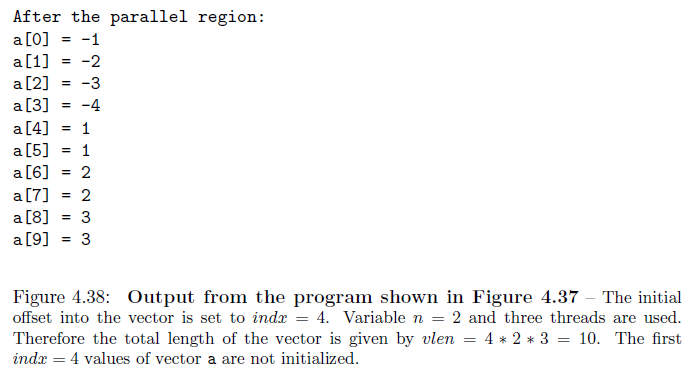 After the parallel region:
a[0] = -1
a[1] = -2
a[2] = -3
a[3] = -4
a[4] = 1
a[5] = 1
a[6] = 2
a[7] = 2
a[8] = 3
a[9] = 3
Figure 4.38: Output from the program shown in Figure 4.37 – The initial
offset into the vector is set to indx = 4. Variable n = 2 and three threads are used.
Therefore the total length of the vector is given by vlen = 4 ∗ 2 ∗ 3 = 10. The first
indx = 4 values of vector a are not initialized.